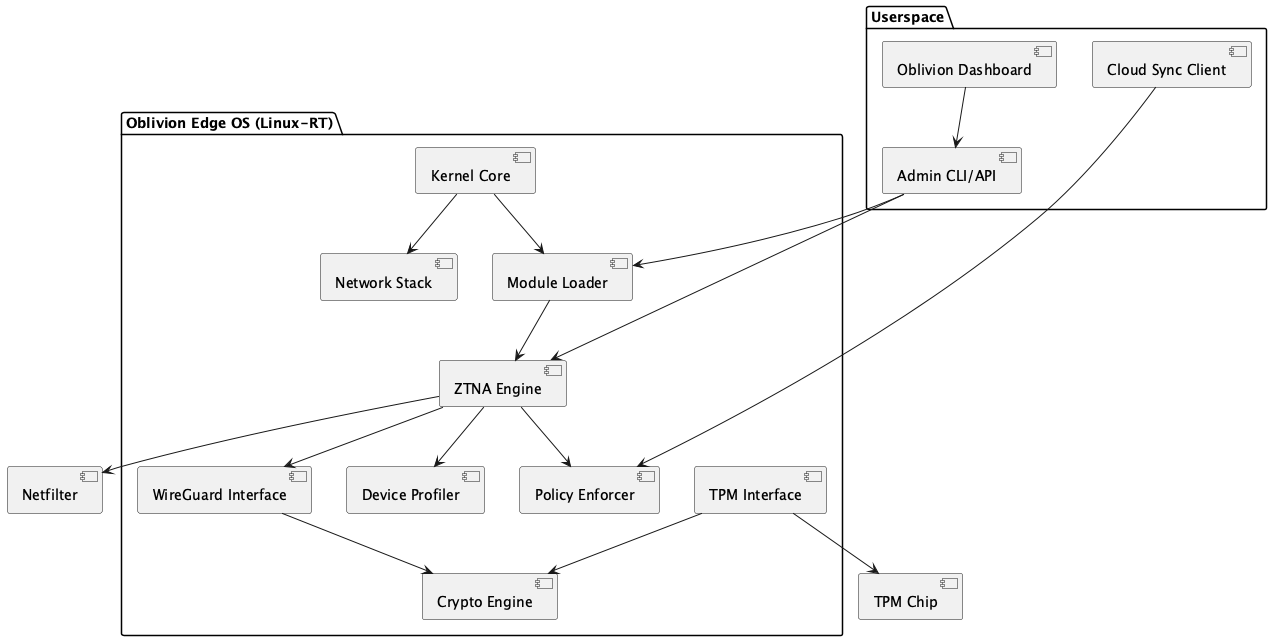 Userspace
Oblivion Dashboard
Cloud Sync Client
Oblivion Edge OS (Linux-RT)
Kernel Core
Admin CLI/API
Network Stack
Module Loader
ZTNA Engine
Netfilter
WireGuard Interface
Device Profiler
Policy Enforcer
TPM Interface
Crypto Engine
TPM Chip